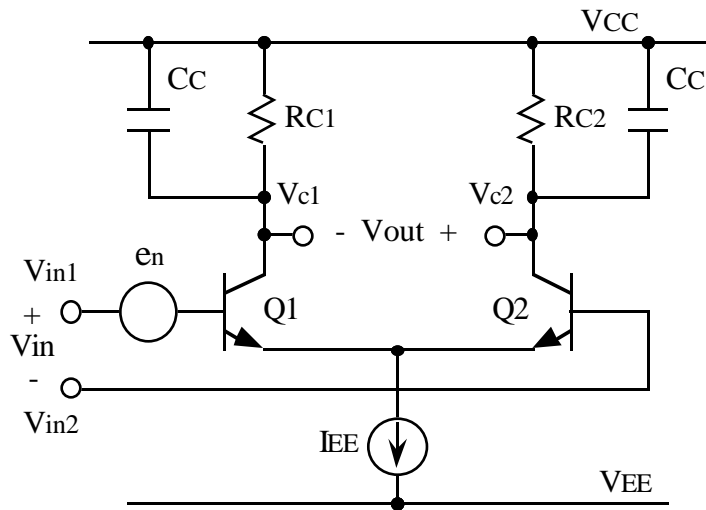 VCC
CC
RC1
RC2
CC
Vc1
Vc2
- Vout +
en
Vin1
+
Vin
-
Vin2
Q1
Q2
IEE
VEE